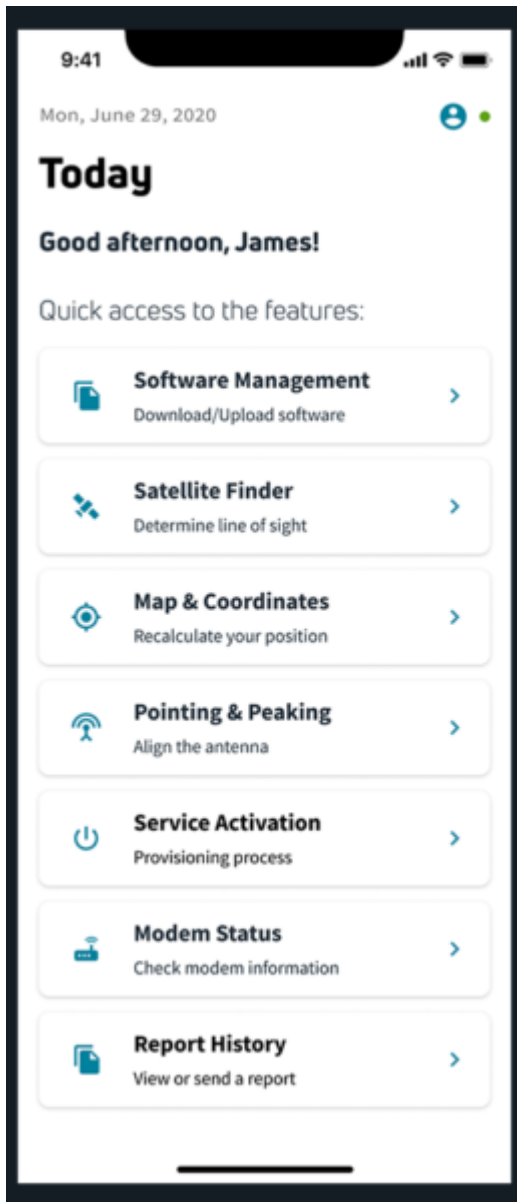 9:41
Mon, June 29, 2020
Today
Good afternoon, James!
Quick access to the features:
Software Management
Download/Upload software
Satellite Finder
Determine line of sight
Map & Coordinates
Recalculate your position
Pointing & Peaking
Align the antenna
Service Activation
Provisioning process
Modem Status
Check modem information
Report History
View or send a report